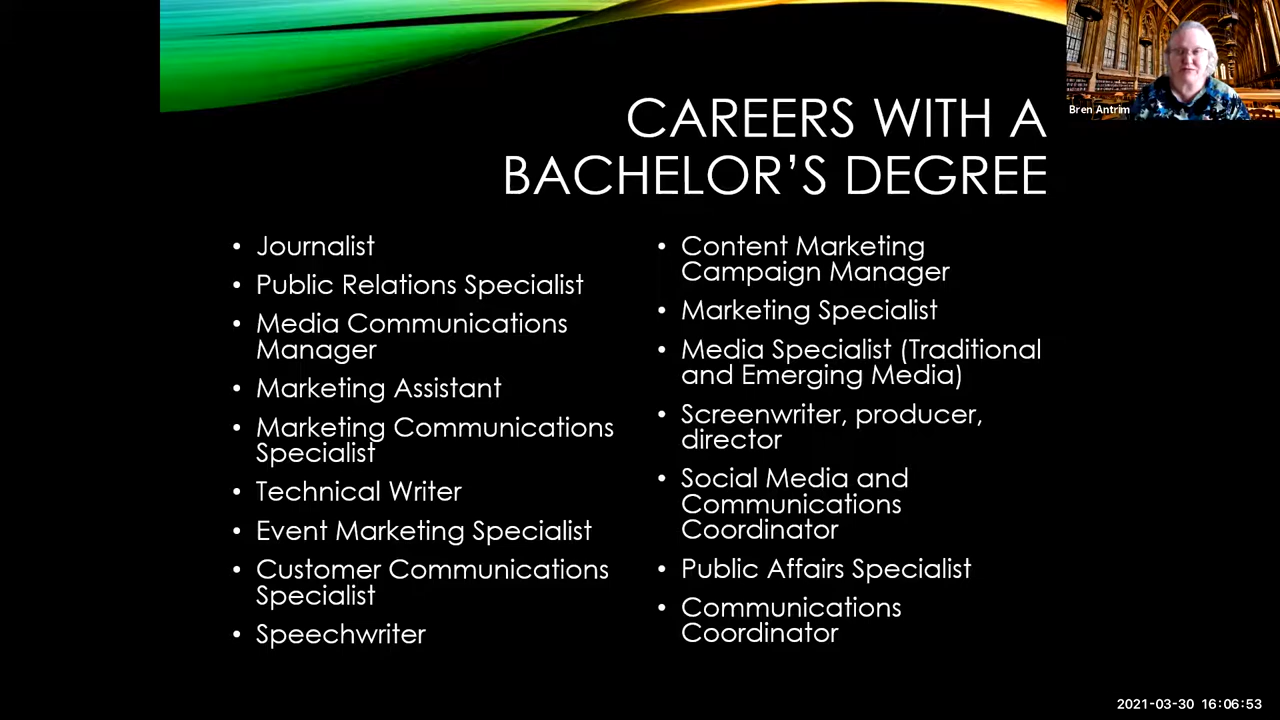 CAREERS WITH A
BACHELOR'S DEGREE
• Journalist
• Public Relations Specialist
• Media Communications
Manager
• Marketing Assistant
• Marketing Communications
Specialist
• Technical Writer
• Event Marketing Specialist
• Customer Communications
Specialist
• Speechwriter
• Content Marketing
Campaign Manager
• Marketing Specialist
• Media Specialist (Traditional
and Emerging Media)
• Screenwriter, producer,
director
• Social Media and
Communications
Coordinator
• Public Affairs Specialist
• Communications
Coordinator
Bren Antrim
2021-03-30 16:06:53